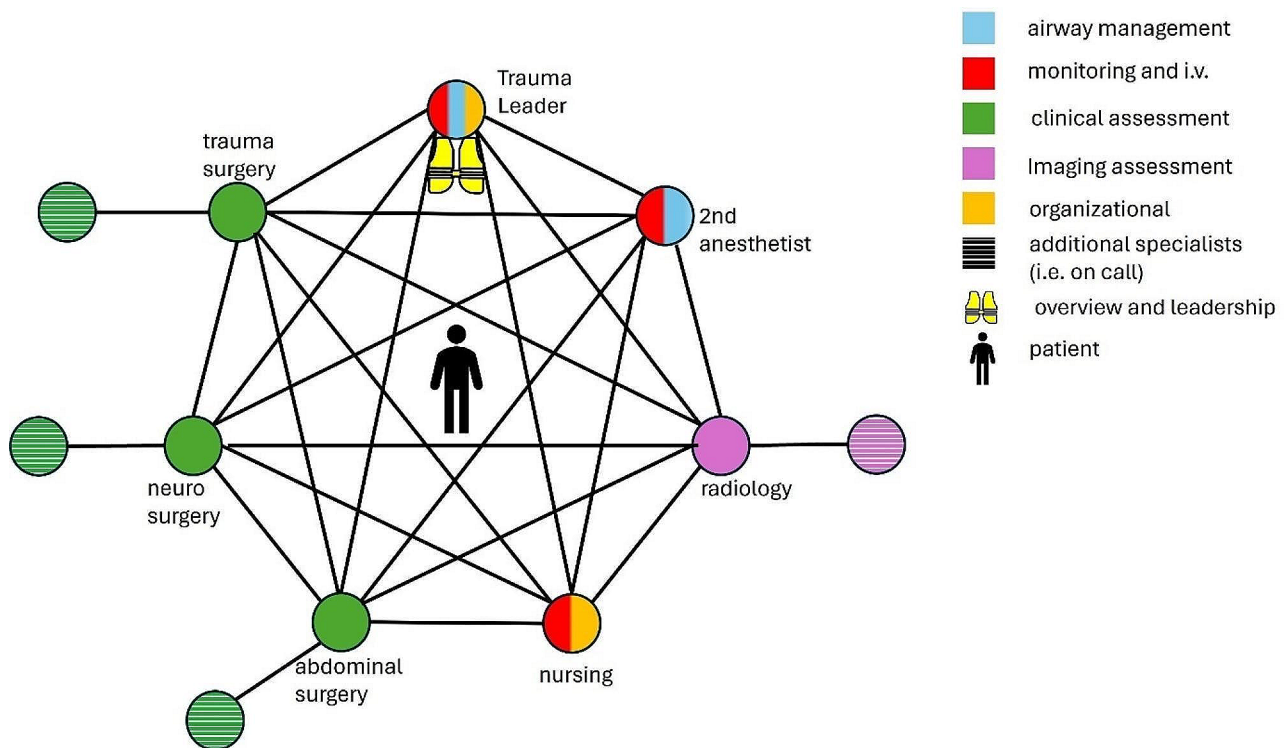 Trauma
Leader
trauma
surgery
2nd
anesthetist
neuro
surgery
radiology
abdominal
surgery
nursing
airway management
monitoring and i.v.
clinical assessment
Imaging assessment
organizational
additional specialists
(i.e. on call)
overview and leadership
patient